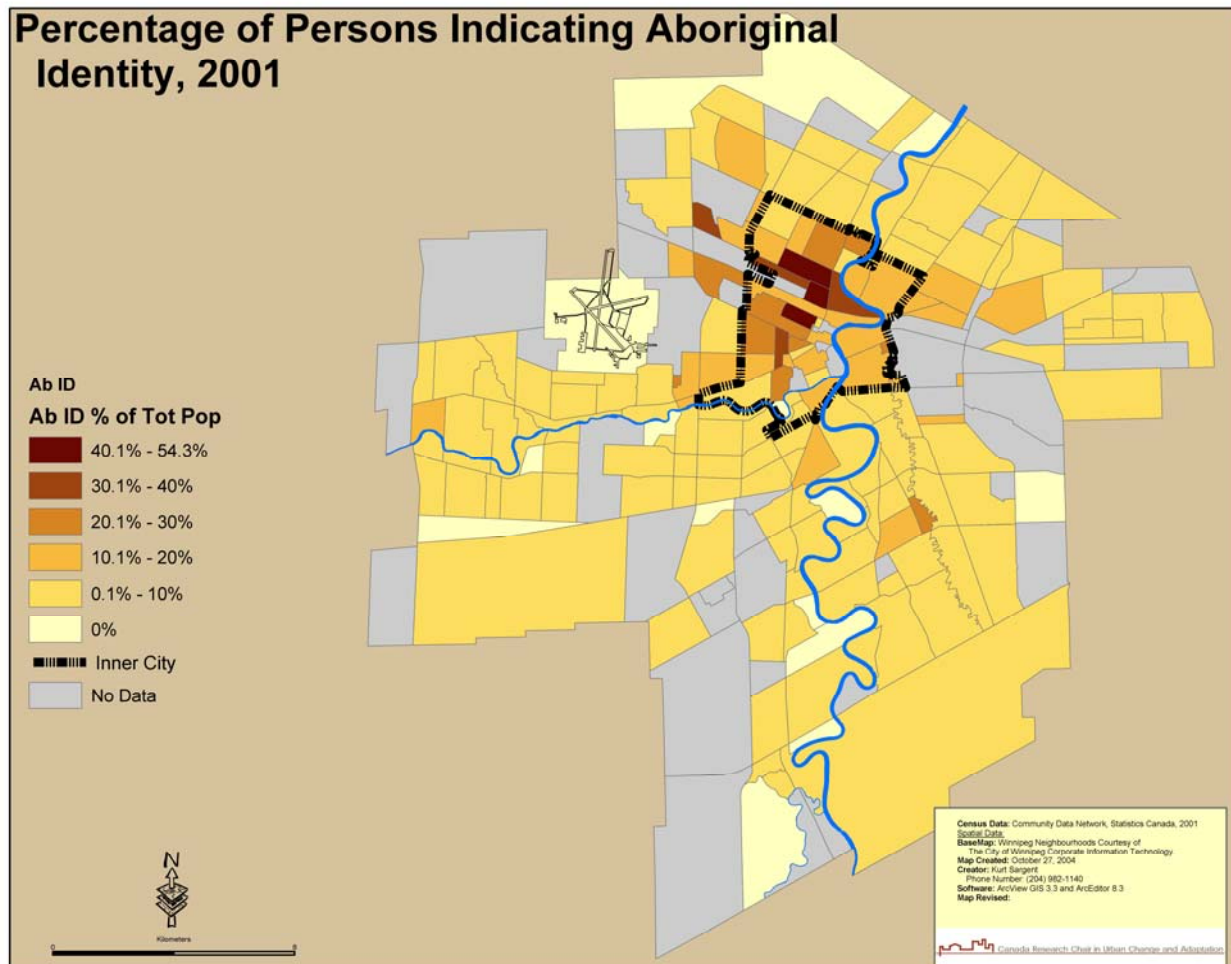 Percentage of Persons Indicating Aboriginal
Identity, 2001
Ab ID
Ab ID % of Tot Pop
40.1% - 54.3%
30.1% - 40%
20.1% - 30%
10.1% - 20%
0.1% - 10%
0%
Inner City
No Data
N
Kilometers
0 8
Census Data: Community Data Network, Statistics Canada, 2001
Spatial Data:
BaseMap: Winnipeg Neighbourhoods Courtesy of
The City of Winnipeg Corporate Information Technology
Map Created: October 27, 2004
Creator: Kurt Sargent
Phone Number: (204) 982-1140
Software: ArcView GIS 3.3 and ArcEditor 8.3
Map Revised:
Canada Research Chair in Urban Change and Adaptation